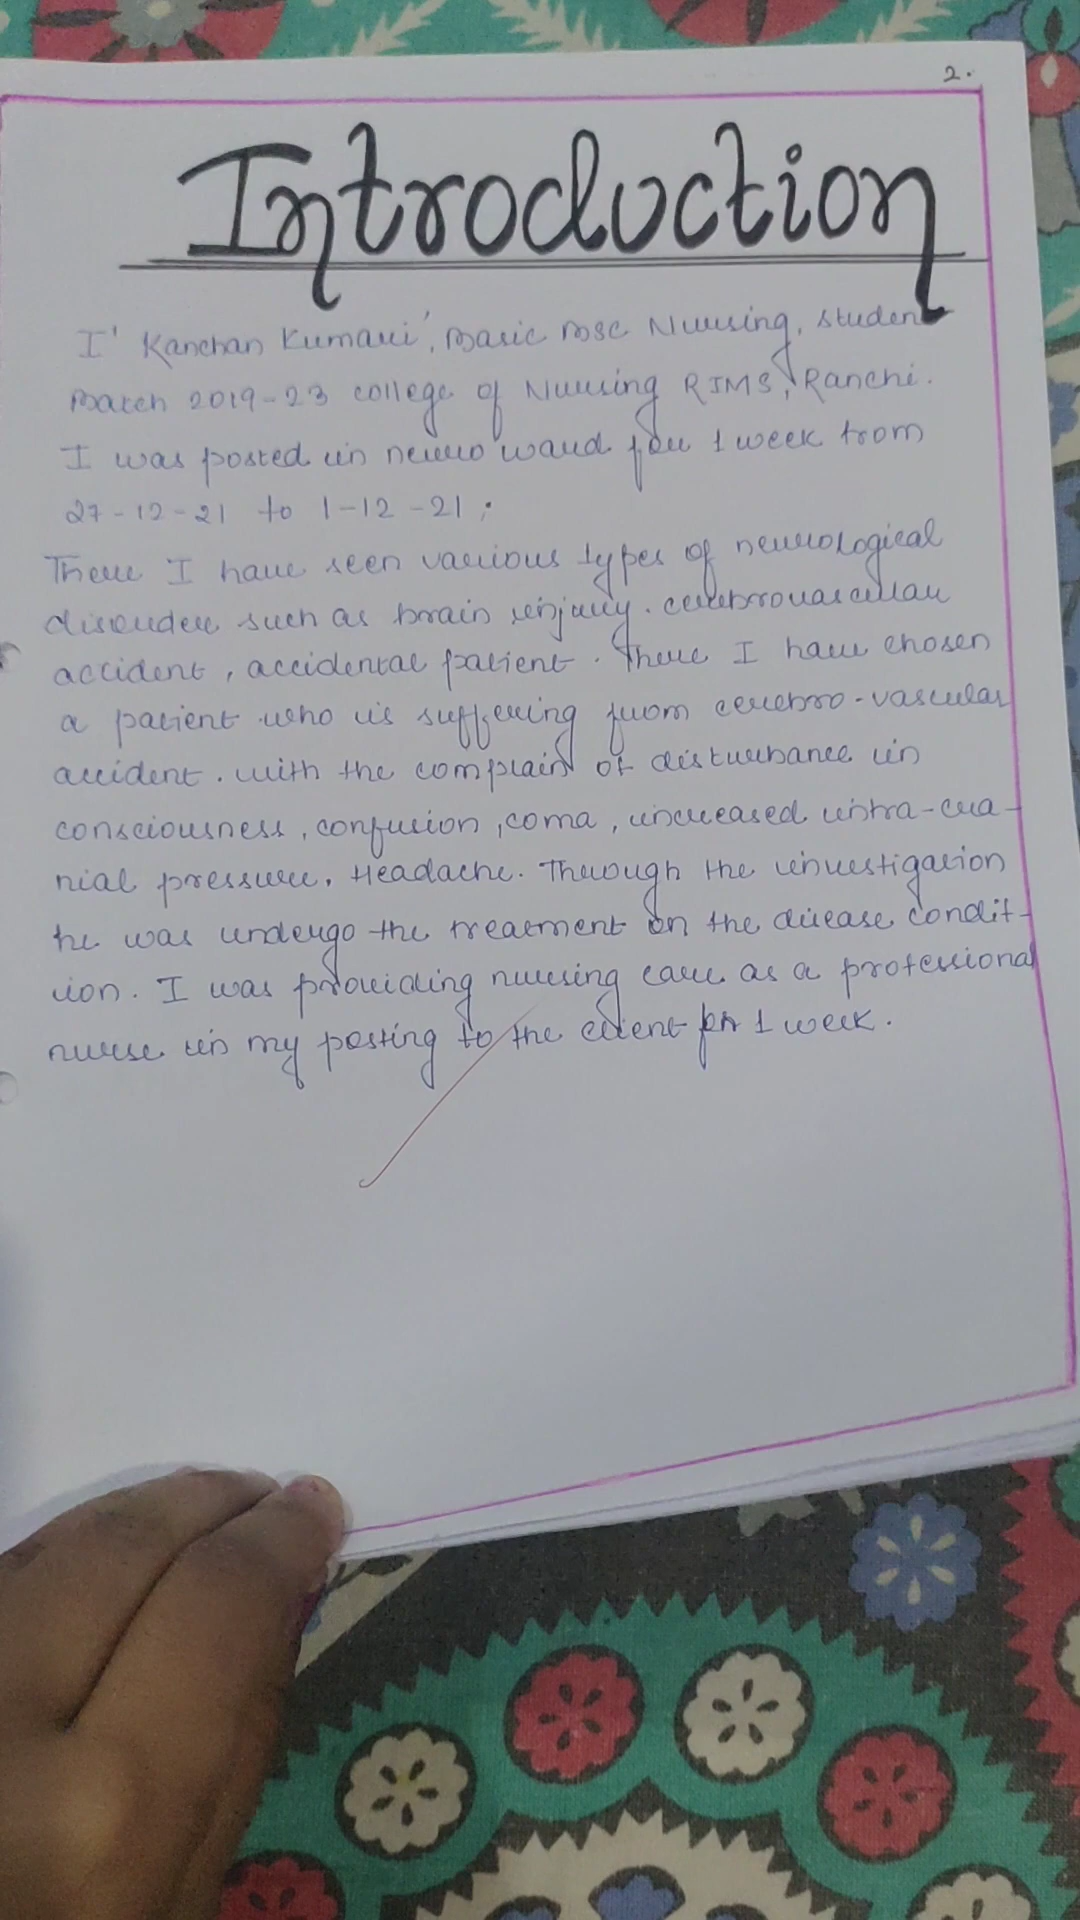 2.
Introduction
I' Kanchan Kumari', Basic BSC Nursing, student
Batch 2019-23 college of Nursing RIMS, Ranchi.
I was posted in neuro ward for 1 week from
27-12-21 to 1-12-21;
There I have seen various types of neurological
disorder such as brain injury. cerebrovascular
accident, accidental patient. There I have chosen
a patient who is suffering from cerebro-vascular
accident. with the complain of disturbance in
consciousness, confusion, coma, increased intra-cra-
nial pressure, Headache. Through the investigation
he was undergo the treatment on the disease condit-
ion. I was providing nursing care as a professional
nurse in my posting to the client for 1 week.